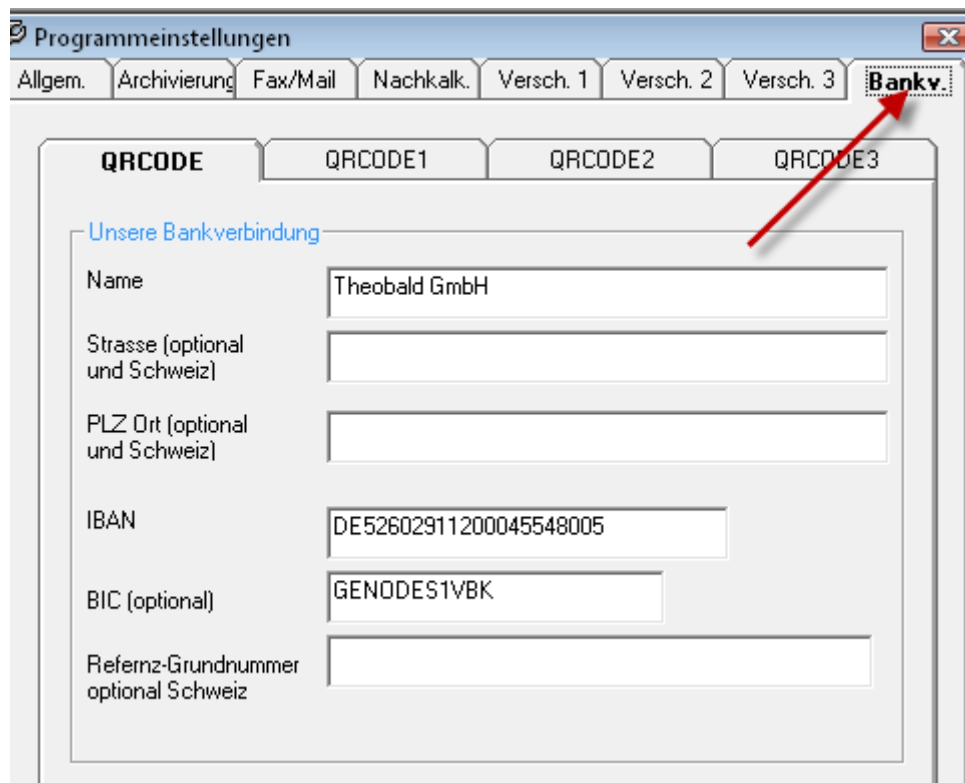 Programmeinstellungen
Allgem. Archivierung Fax/Mail Nachkalk. Versch. 1 Versch. 2 Versch. 3 Bankv.
QRCODE QRCODE1 QRCODE2 QRCODE3
Unsere Bankverbindung
Name Theobald GmbH
Strasse (optional
und Schweiz)
PLZ Ort (optional
und Schweiz)
IBAN DE52602911200045548005
BIC (optional) GENODES1VBK
Refernz-Grundnummer
optional Schweiz